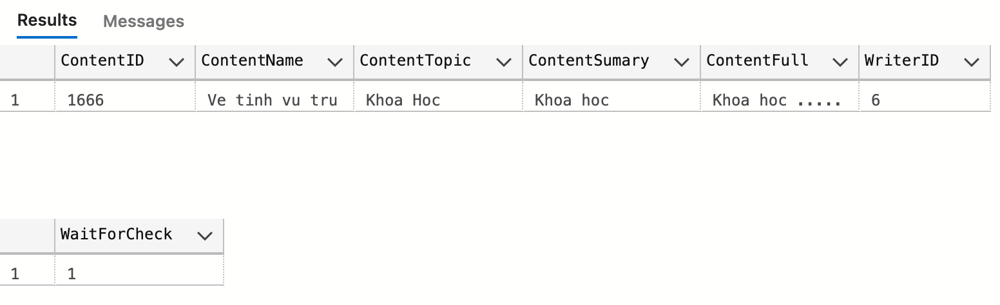 Results Messages
ContentID ContentName ContentTopic ContentSumary ContentFull WriterID
1 1666 Ve tinh vu tru Khoa Hoc Khoa hoc Khoa hoc ..... 6
WaitForCheck
1 1